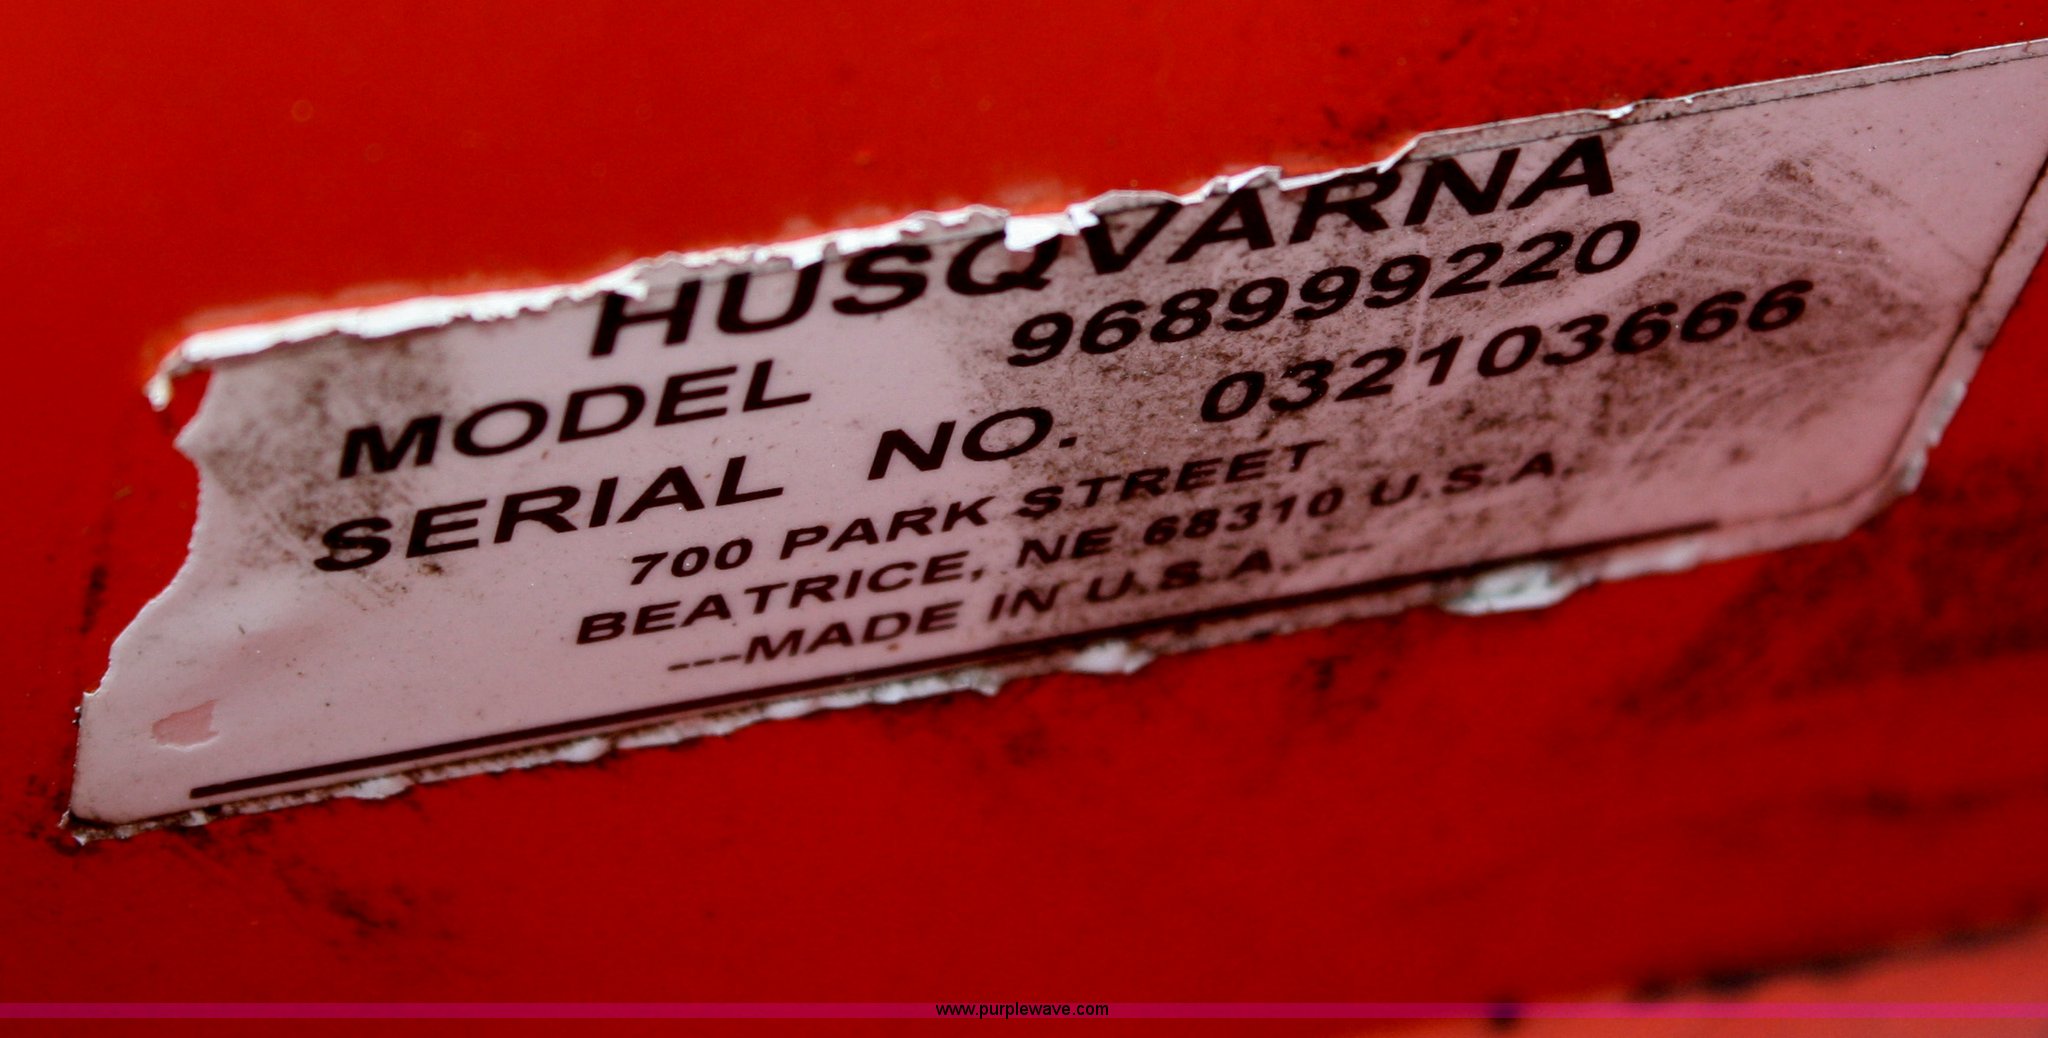 HUSQVARNA
MODEL 968999220
SERIAL NO. 032103666
700 PARK STREET
BEATRICE, NE 68310 U.S.A.
---MADE IN U.S.A.---
www.purplewave.com